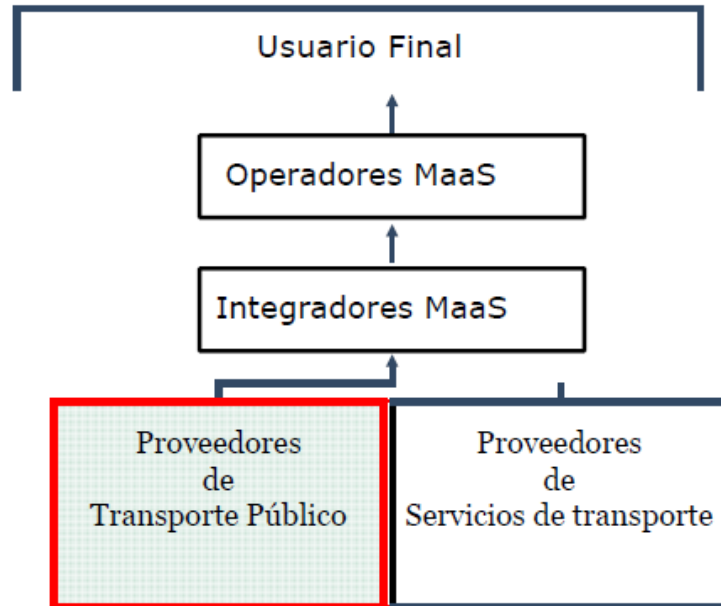 Usuario Final
Operadores MaaS
Integradores MaaS
Proveedores
de
Transporte Público
Proveedores
de
Servicios de transporte